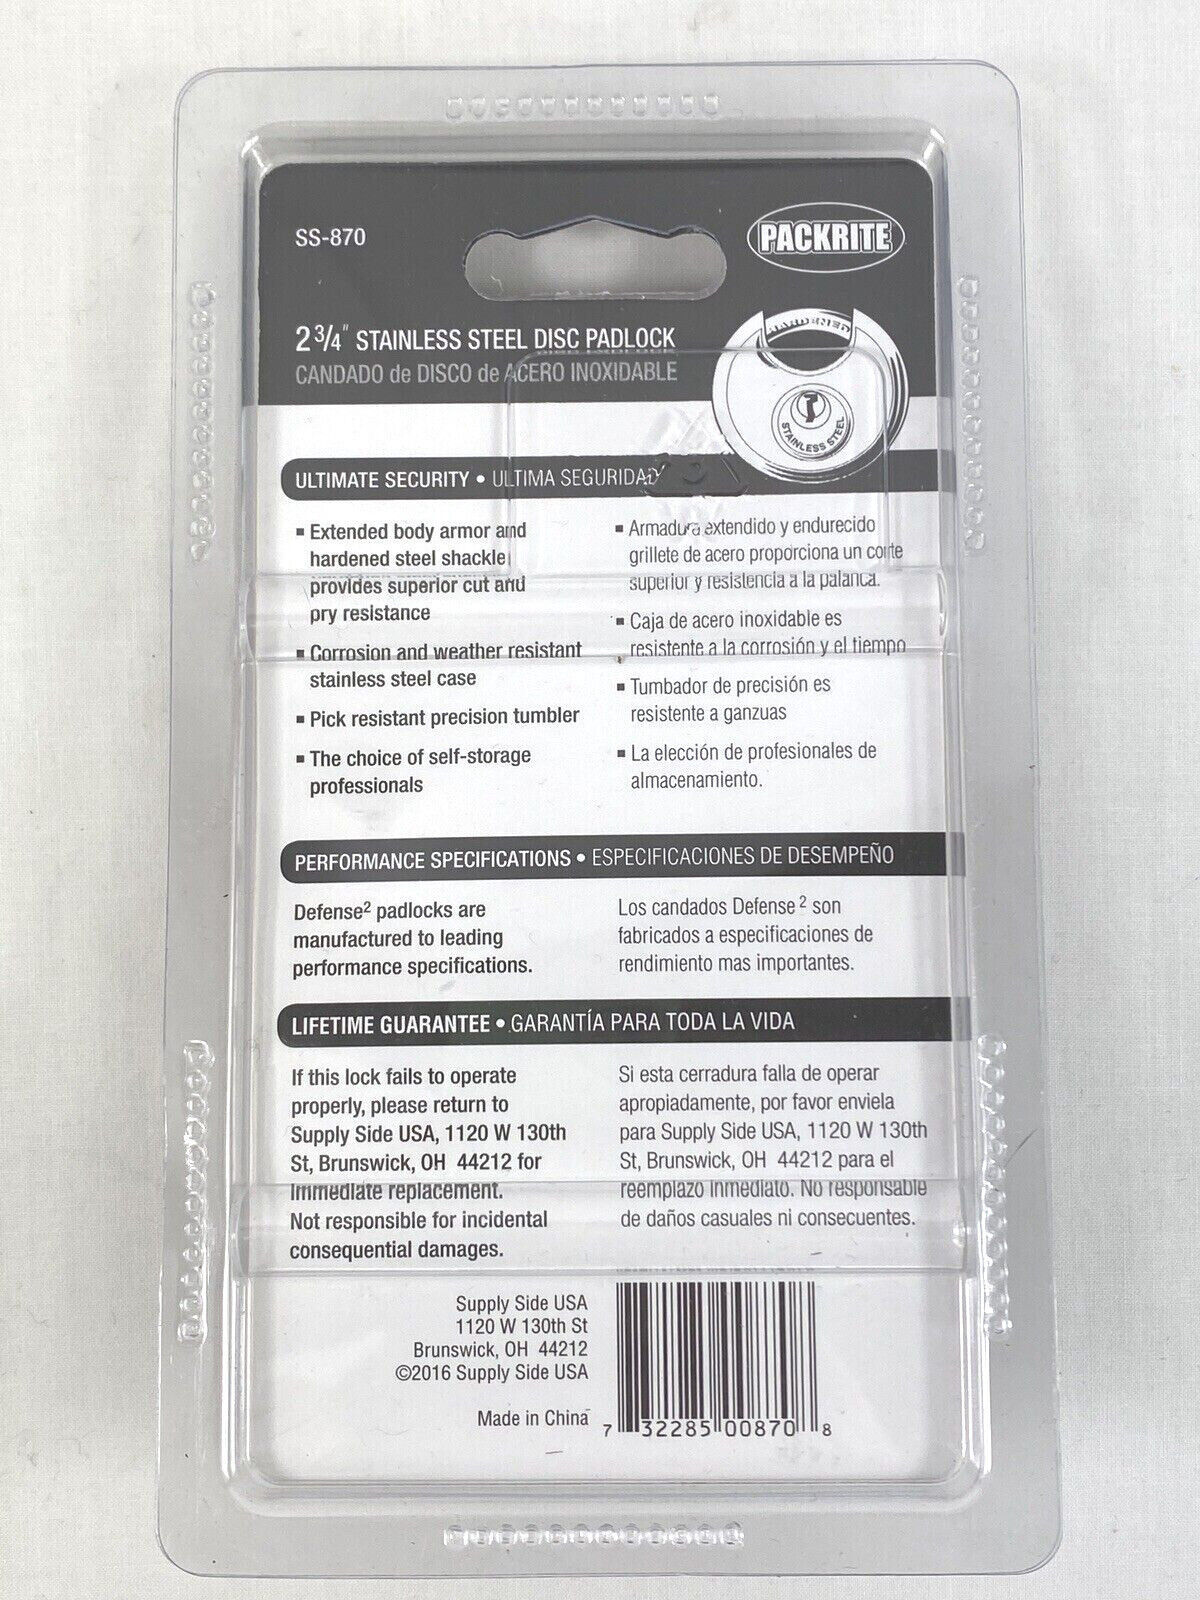 SS-870
PACKRITE
2 3/4" STAINLESS STEEL DISC PADLOCK
CANDADO de DISCO de ACERO INOXIDABLE
HARDENED
STAINLESS STEEL
ULTIMATE SECURITY • ULTIMA SEGURIDAD
▪ Extended body armor and
hardened steel shackle
provides superior cut and
pry resistance
▪ Corrosion and weather resistant
stainless steel case
▪ Pick resistant precision tumbler
▪ The choice of self-storage
professionals
▪ Armadura extendido y endurecido
grillete de acero proporciona un corte
superior y resistencia a la palanca.
▪ Caja de acero inoxidable es
resistente a la corrosión y el tiempo
▪ Tumbador de precisión es
resistente a ganzuas
▪ La elección de profesionales de
almacenamiento.
PERFORMANCE SPECIFICATIONS • ESPECIFICACIONES DE DESEMPEÑO
Defense² padlocks are
manufactured to leading
performance specifications.
Los candados Defense ² son
fabricados a especificaciones de
rendimiento mas importantes.
LIFETIME GUARANTEE • GARANTÍA PARA TODA LA VIDA
If this lock fails to operate
properly, please return to
Supply Side USA, 1120 W 130th
St, Brunswick, OH 44212 for
immediate replacement.
Not responsible for incidental
consequential damages.
Si esta cerradura falla de operar
apropiadamente, por favor enviela
para Supply Side USA, 1120 W 130th
St, Brunswick, OH 44212 para el
reemplazo inmediato. No responsable
de daños casuales ni consecuentes.
Supply Side USA
1120 W 130th St
Brunswick, OH 44212
©2016 Supply Side USA
Made in China
7 32285 00870 8